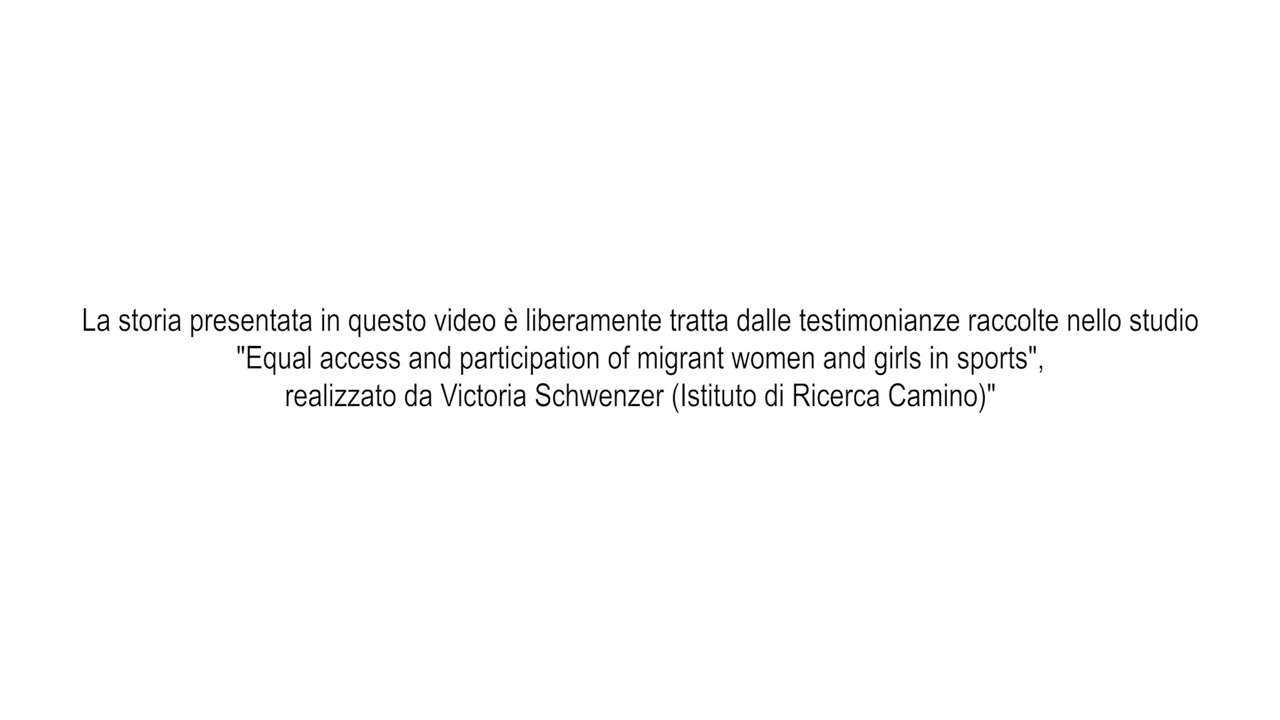 La storia presentata in questo video è liberamente tratta dalle testimonianze raccolte nello studio
"Equal access and participation of migrant women and girls in sports",
realizzato da Victoria Schwenzer (Istituto di Ricerca Camino)"